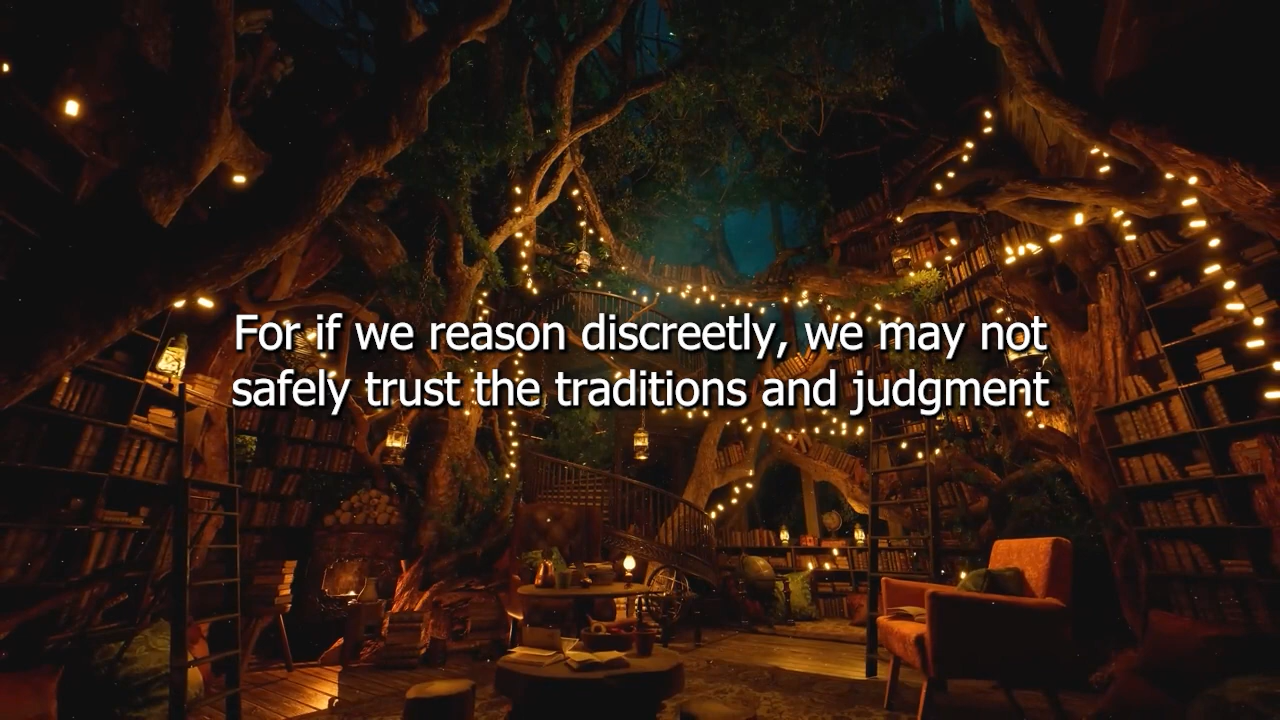 For if we reason discreetly, we may not
safely trust the traditions and judgment